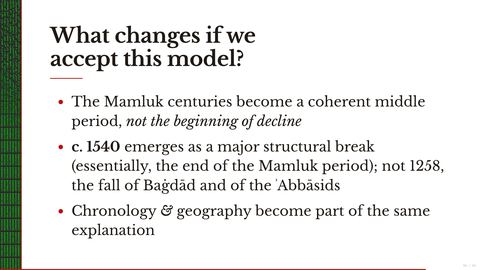 What changes if we
accept this model?
The Mamluk centuries become a coherent middle
period, not the beginning of decline
c. 1540 emerges as a major structural break
(essentially, the end of the Mamluk period); not 1258,
the fall of Baġdād and of the ʿAbbāsids
Chronology & geography become part of the same
explanation